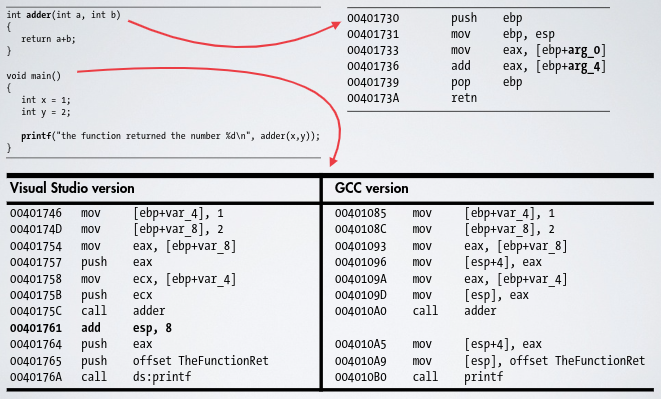 int adder(int a, int b)
{
return a+b;
}
void main()
{
int x = 1;
int y = 2;
printf("the function returned the number %d\n", adder(x,y));
}
00401730 push ebp
00401731 mov ebp, esp
00401733 mov eax, [ebp+arg_0]
00401736 add eax, [ebp+arg_4]
00401739 pop ebp
0040173A retn
Visual Studio version
00401746 mov [ebp+var_4], 1
0040174D mov [ebp+var_8], 2
00401754 mov eax, [ebp+var_8]
00401757 push eax
00401758 mov ecx, [ebp+var_4]
0040175B push ecx
0040175C call adder
00401761 add esp, 8
00401764 push eax
00401765 push offset TheFunctionRet
0040176A call ds:printf
GCC version
00401085 mov [ebp+var_4], 1
0040108C mov [ebp+var_8], 2
00401093 mov eax, [ebp+var_8]
00401096 mov [esp+4], eax
0040109A mov eax, [ebp+var_4]
0040109D mov [esp], eax
004010A0 call adder
004010A5 mov [esp+4], eax
004010A9 mov [esp], offset TheFunctionRet
004010B0 call printf